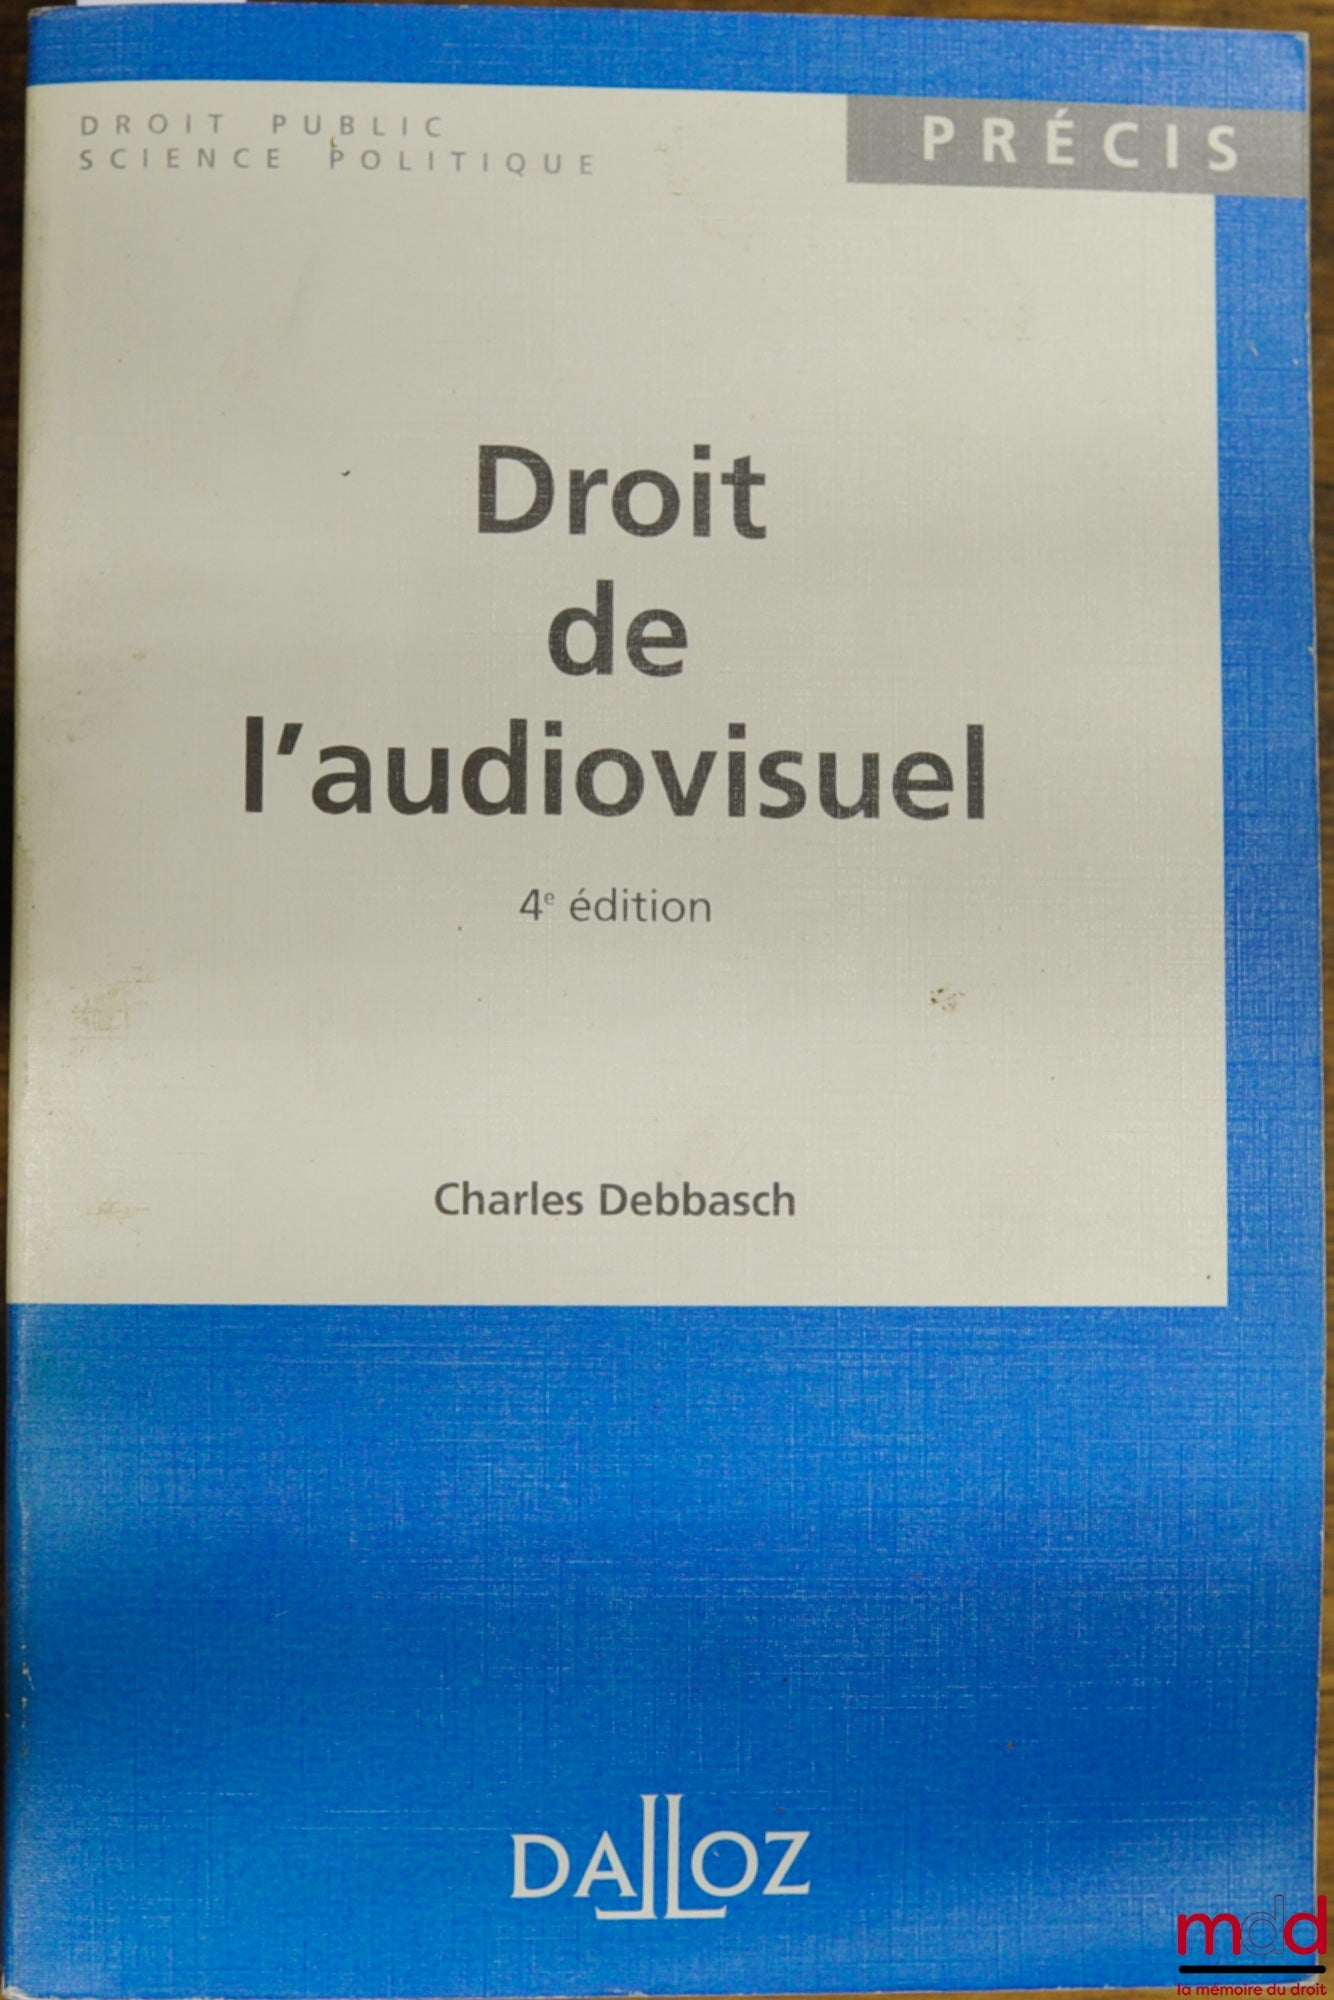 DROIT PUBLIC
SCIENCE POLITIQUE
PRÉCIS
Droit
de
l'audiovisuel
4e édition
Charles Debbasch
DALLOZ
mdd
la mémoire du droit